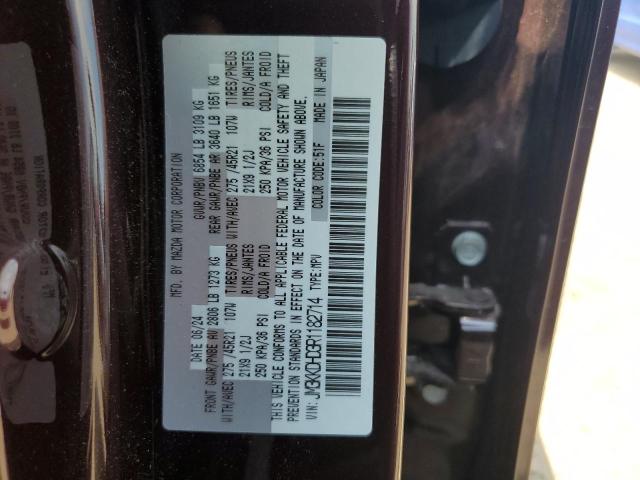 MFD. BY MAZDA MOTOR CORPORATION
DATE 06/24 GVWR/PNBV 6854 LB 3109 KG
FRONT GAWR/PNBE AV 2806 LB 1273 KG REAR GAWR/PNBE AR 3640 LB 1651 KG
WITH/AVEC 275 /45R21 107W TIRES/PNEUS WITH/AVEC 275 /45R21 107W TIRES/PNEUS
21X9 1/2J RIMS/JANTES 21X9 1/2J RIMS/JANTES
250 KPA/36 PSI COLD/A FROID 250 KPA/36 PSI COLD/A FROID
THIS VEHICLE CONFORMS TO ALL APPLICABLE FEDERAL MOTOR VEHICLE SAFETY AND THEFT
PREVENTION STANDARDS IN EFFECT ON THE DATE OF MANUFACTURE SHOWN ABOVE.
VIN: JM3KKDHD3R1182714 TYPE:MPV COLOR CODE:51F MADE IN JAPAN